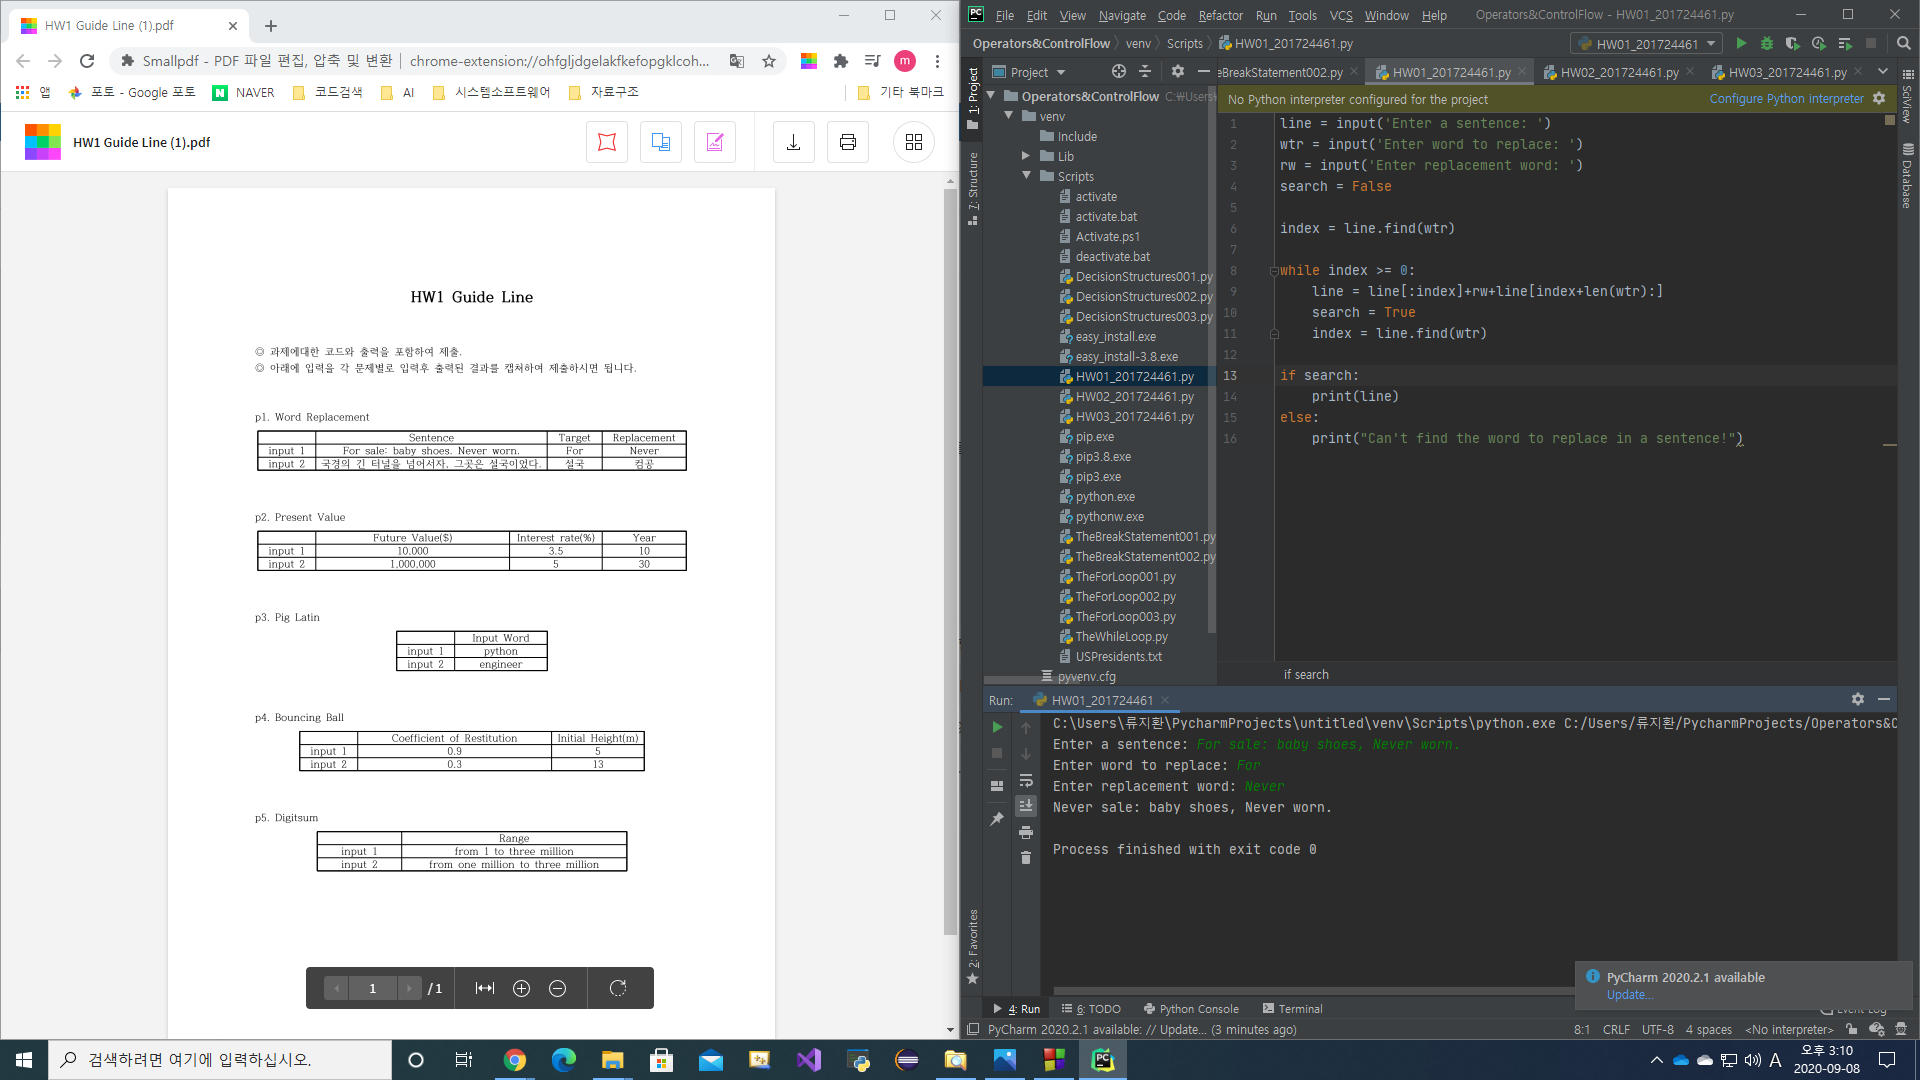 HW1 Guide Line (1).pdf
Smallpdf - PDF 파일 편집, 압축 및 변환 | chrome-extension://ohfgljdgelakfkefopgklcoh...
m
앱
포토 - Google 포토
NAVER
코드검색
AI
시스템소프트웨어
자료구조
기타 북마크
HW1 Guide Line (1).pdf
HW1 Guide Line
◎ 과제에대한 코드와 출력을 포함하여 제출.
◎ 아래에 입력을 각 문제별로 입력후 출력된 결과를 캡쳐하여 제출하시면 됩니다.
p1. Word Replacement
Sentence Target Replacement
input 1 For sale: baby shoes. Never worn. For Never
input 2 국경의 긴 터널을 넘어서자, 그곳은 설국이었다. 설국 컴공
p2. Present Value
Future Value($) Interest rate(%) Year
input 1 10,000 3.5 10
input 2 1,000,000 5 30
p3. Pig Latin
Input Word
input 1 python
input 2 engineer
p4. Bouncing Ball
Coefficient of Restitution Initial Height(m)
input 1 0.9 5
input 2 0.3 13
p5. Digitsum
Range
input 1 from 1 to three million
input 2 from one million to three million
1 / 1
PC File Edit View Navigate Code Refactor Run Tools VCS Window Help Operators&ControlFlow - HW01_201724461.py
Operators&ControlFlow venv Scripts HW01_201724461.py
HW01_201724461
1: Project
7: Structure
2: Favorites
SciView
Database
Project
eBreakStatement002.py HW01_201724461.py HW02_201724461.py HW03_201724461.py
Operators&ControlFlow C:\Users\
venv
Include
Lib
Scripts
activate
activate.bat
Activate.ps1
deactivate.bat
DecisionStructures001.py
DecisionStructures002.py
DecisionStructures003.py
easy_install.exe
easy_install-3.8.exe
HW01_201724461.py
HW02_201724461.py
HW03_201724461.py
pip.exe
pip3.8.exe
pip3.exe
python.exe
pythonw.exe
TheBreakStatement001.py
TheBreakStatement002.py
TheForLoop001.py
TheForLoop002.py
TheForLoop003.py
TheWhileLoop.py
USPresidents.txt
pyvenv.cfg
No Python interpreter configured for the project Configure Python interpreter
1 line = input('Enter a sentence: ')
2 wtr = input('Enter word to replace: ')
3 rw = input('Enter replacement word: ')
4 search = False
5
6 index = line.find(wtr)
7
8 while index >= 0:
9 line = line[:index]+rw+line[index+len(wtr):]
10 search = True
11 index = line.find(wtr)
12
13 if search:
14 print(line)
15 else:
16 print("Can't find the word to replace in a sentence!")
if search
Run: HW01_201724461
C:\Users\류지환\PycharmProjects\untitled\venv\Scripts\python.exe C:/Users/류지환/PycharmProjects/Operators&C
Enter a sentence: For sale: baby shoes, Never worn.
Enter word to replace: For
Enter replacement word: Never
Never sale: baby shoes, Never worn.
Process finished with exit code 0
PyCharm 2020.2.1 available
Update...
4: Run 6: TODO Python Console Terminal Event Log
PyCharm 2020.2.1 available: // Update... (3 minutes ago) 8:1 CRLF UTF-8 4 spaces <No interpreter>
검색하려면 여기에 입력하십시오.
PC
A
오후 3:10
2020-09-08